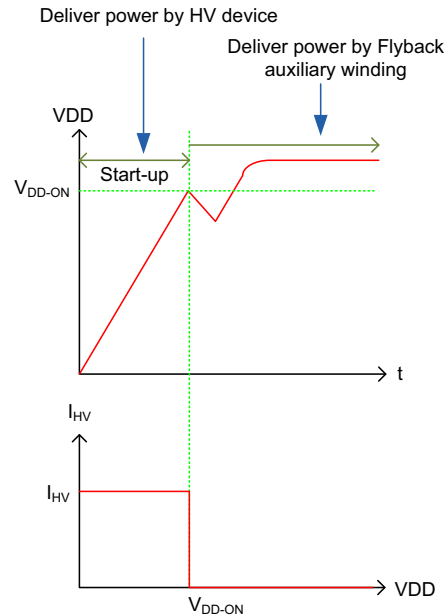 Deliver power by HV device
Deliver power by Flyback
auxiliary winding
VDD
Start-up
VDD-ON
t
IHV
IHV
VDD
VDD-ON